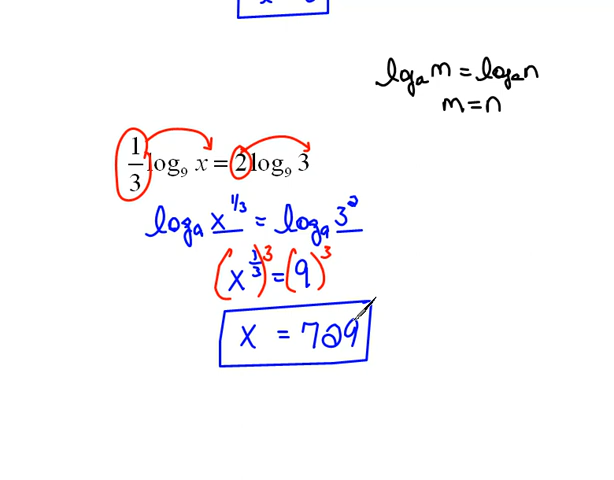 logₐ m = logₐ n
m = n
1/3 log₉ x = 2 log₉ 3
log₉ x^1/3 = log₉ 3²
(x^1/3)³ = (9)³
x = 729